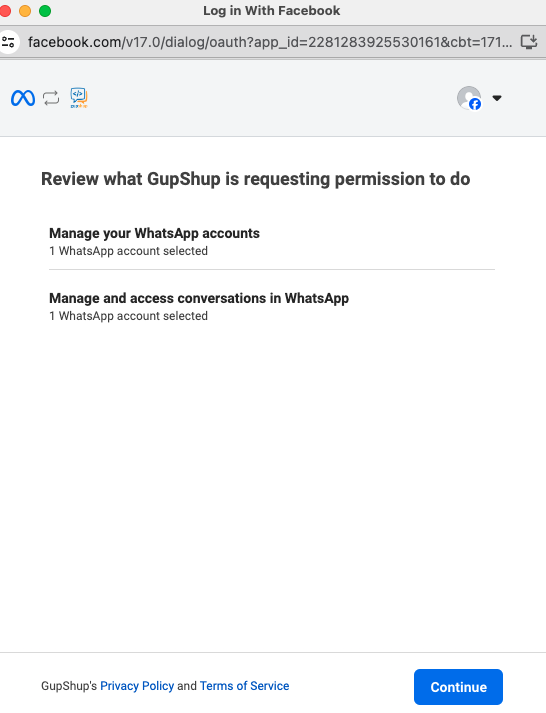 Log in With Facebook
facebook.com/v17.0/dialog/oauth?app_id=2281283925530161&cbt=171...
Review what GupShup is requesting permission to do
Manage your WhatsApp accounts
1 WhatsApp account selected
Manage and access conversations in WhatsApp
1 WhatsApp account selected
GupShup's Privacy Policy and Terms of Service
Continue